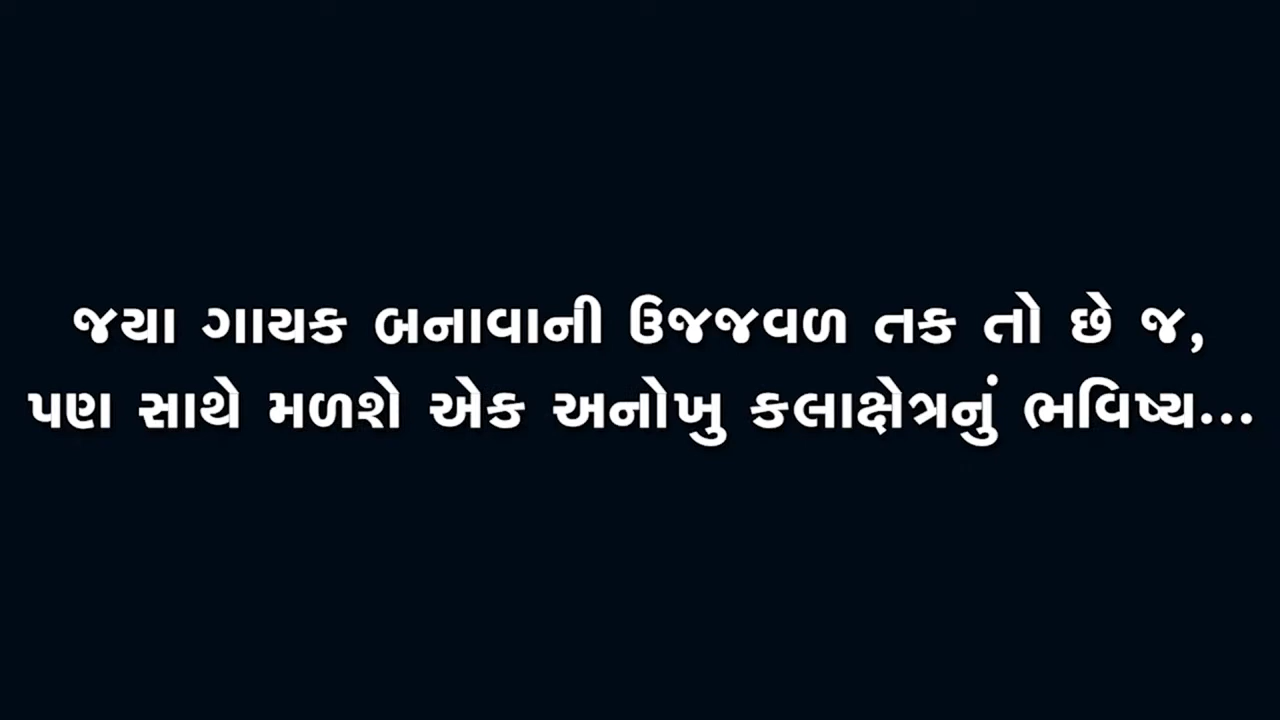 જયા ગાયક બનાવાની ઉજજવળ તક તો છે જ,
પણ સાથે મળશે એક અનોખુ કલાક્ષેત્રનું ભવિષ્ય...